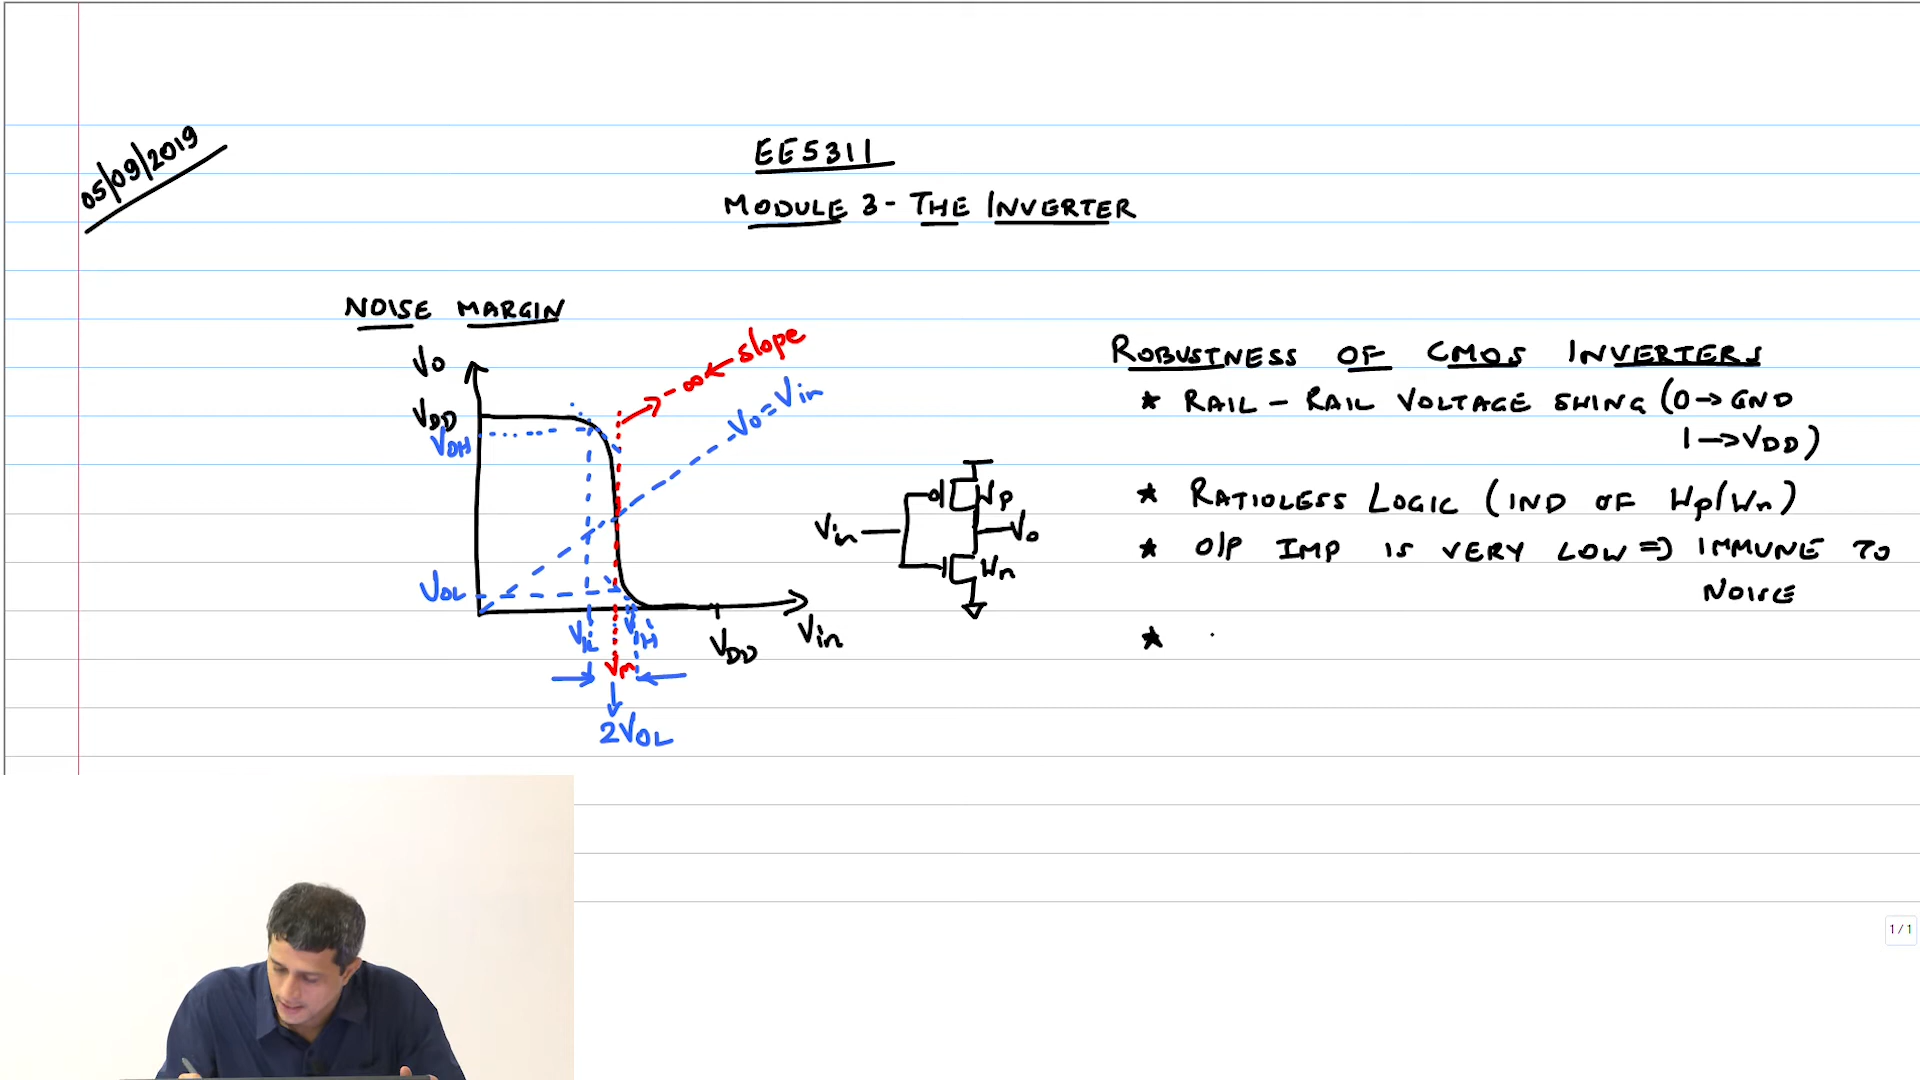 05/09/2019
EE5311
MODULE 3 - THE INVERTER
NOISE MARGIN
Vo
VDD
VOH
VOL
- ∞ ← slope
Vo = Vin
VIL
VIH
Vm
VDD
Vin
2VOL
Vin
Wp
Vo
Wn
ROBUSTNESS OF CMOS INVERTERS
★ RAIL - RAIL VOLTAGE SWING (0 → GND
1 → VDD)
★ RATIOLESS LOGIC (IND OF Wp/Wn)
★ O/P IMP IS VERY LOW ⇒ IMMUNE TO
NOISE
★
1 / 1